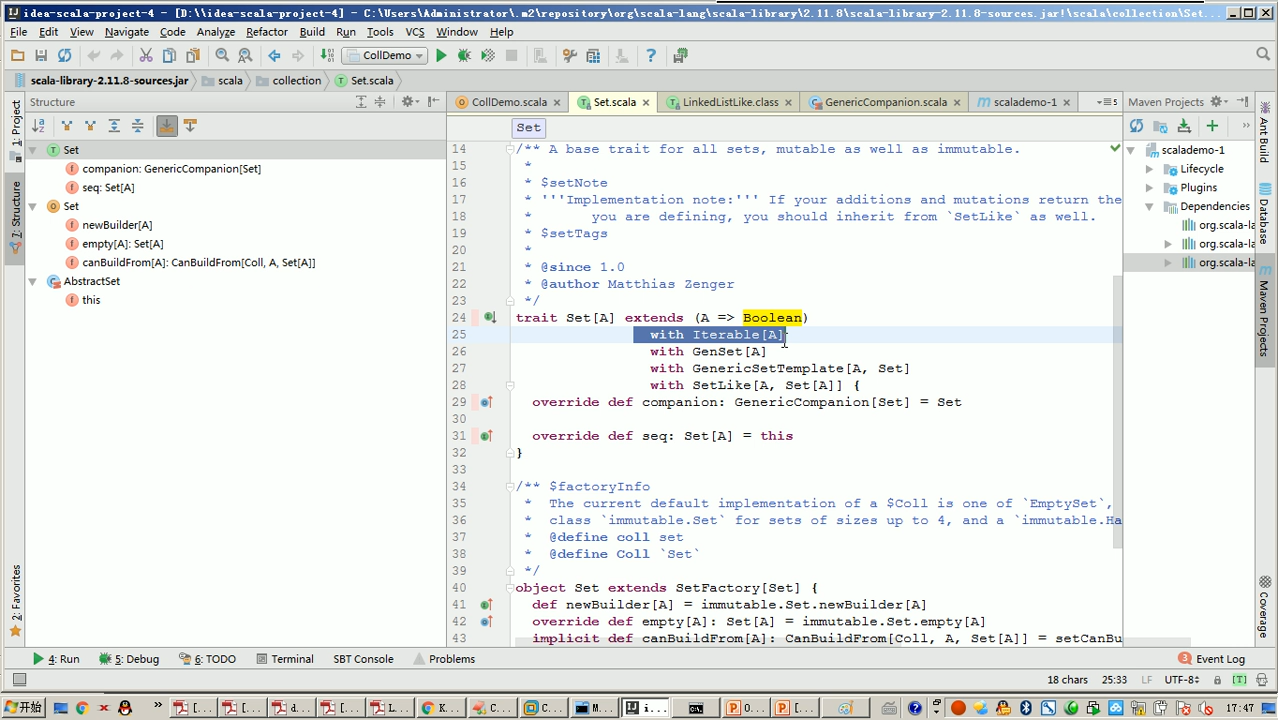 idea-scala-project-4 - [D:\\idea-scala-project-4] - C:\Users\Administrator\.m2\repository\org\scala-lang\scala-library\2.11.8\scala-library-2.11.8-sources.jar!\scala\collection\Set....
File Edit View Navigate Code Analyze Refactor Build Run Tools VCS Window Help
CollDemo
scala-library-2.11.8-sources.jar scala collection Set.scala
Structure
CollDemo.scala Set.scala LinkedListLike.class GenericCompanion.scala scalademo-1 Maven Projects
Set
Set
companion: GenericCompanion[Set]
seq: Set[A]
Set
newBuilder[A]
empty[A]: Set[A]
canBuildFrom[A]: CanBuildFrom[Coll, A, Set[A]]
AbstractSet
this
14 /** A base trait for all sets, mutable as well as immutable.
15 *
16 * $setNote
17 * '''Implementation note:''' If your additions and mutations return the
18 * you are defining, you should inherit from `SetLike` as well.
19 * $setTags
20 *
21 * @since 1.0
22 * @author Matthias Zenger
23 */
24 trait Set[A] extends (A => Boolean)
25 with Iterable[A]
26 with GenSet[A]
27 with GenericSetTemplate[A, Set]
28 with SetLike[A, Set[A]] {
29 override def companion: GenericCompanion[Set] = Set
30
31 override def seq: Set[A] = this
32 }
33
34 /** $factoryInfo
35 * The current default implementation of a $Coll is one of `EmptySet`,
36 * class `immutable.Set` for sets of sizes up to 4, and a `immutable.Ha
37 * @define coll set
38 * @define Coll `Set`
39 */
40 object Set extends SetFactory[Set] {
41 def newBuilder[A] = immutable.Set.newBuilder[A]
42 override def empty[A]: Set[A] = immutable.Set.empty[A]
43 implicit def canBuildFrom[A]: CanBuildFrom[Coll, A, Set[A]] = setCanBu
scalademo-1
Lifecycle
Plugins
Dependencies
org.scala-la
org.scala-la
org.scala-la
1: Project
7: Structure
2: Favorites
Ant Build
Database
Maven Projects
Coverage
4: Run 5: Debug 6: TODO Terminal SBT Console Problems 3 Event Log
18 chars 25:33 LF UTF-8 [T]
开始 [... [... d... [... L... K... C... C... M... i... O... [... 17:47